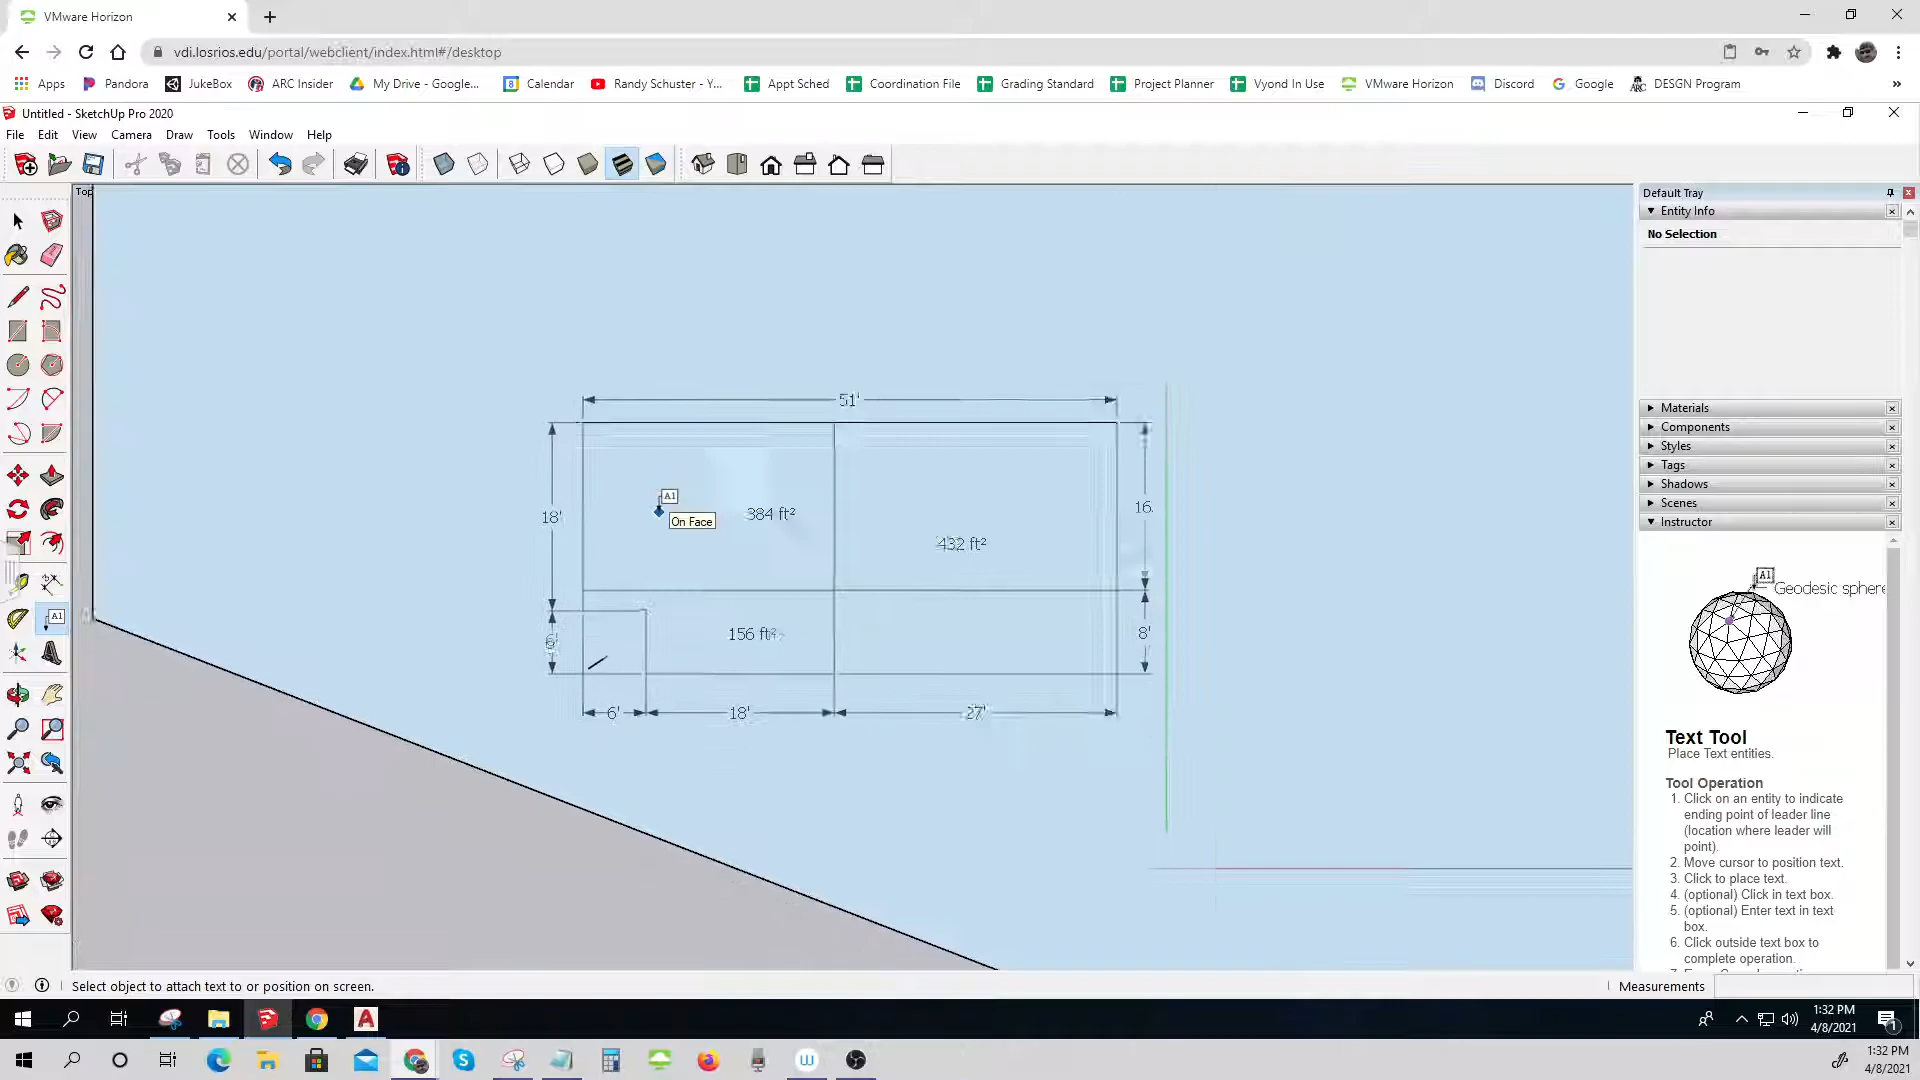 VMware Horizon
vdi.losrios.edu/portal/webclient/index.html#/desktop
Apps Pandora JukeBox ARC Insider My Drive - Google... Calendar Randy Schuster - Y... Appt Sched Coordination File Grading Standard Project Planner Vyond In Use VMware Horizon Discord Google DESGN Program »
Untitled - SketchUp Pro 2020
File Edit View Camera Draw Tools Window Help
Top
Default Tray
Entity Info
No Selection
Materials
Components
Styles
Tags
Shadows
Scenes
Instructor
51'
A1
18'
On Face
384 ft²
16.
432 ft²
6'
156 ft²
8'
6' 18' 27'
A1
A1
Geodesic sphere
Text Tool
Place Text entities.
Tool Operation
1. Click on an entity to indicate
ending point of leader line
(location where leader will
point).
2. Move cursor to position text.
3. Click to place text.
4. (optional) Click in text box.
5. (optional) Enter text in text
box.
6. Click outside text box to
complete operation.
Select object to attach text to or position on screen.
Measurements
1:32 PM
4/8/2021
1
1:32 PM
4/8/2021